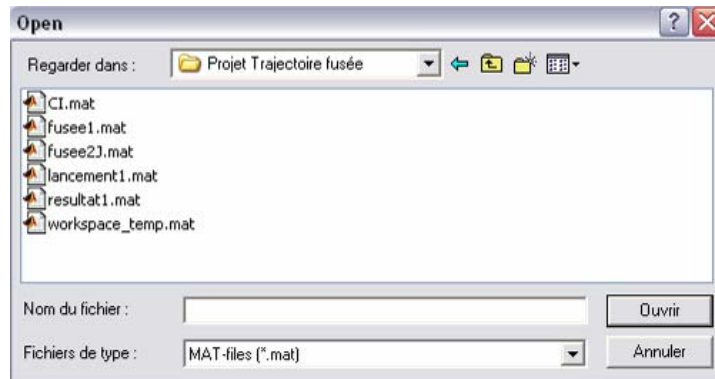 Open
?
Regarder dans :
Projet Trajectoire fusée
CI.mat
fusee1.mat
fusee2J.mat
lancement1.mat
resultat1.mat
workspace_temp.mat
Nom du fichier :
Ouvrir
Fichiers de type :
MAT-files (*.mat)
Annuler